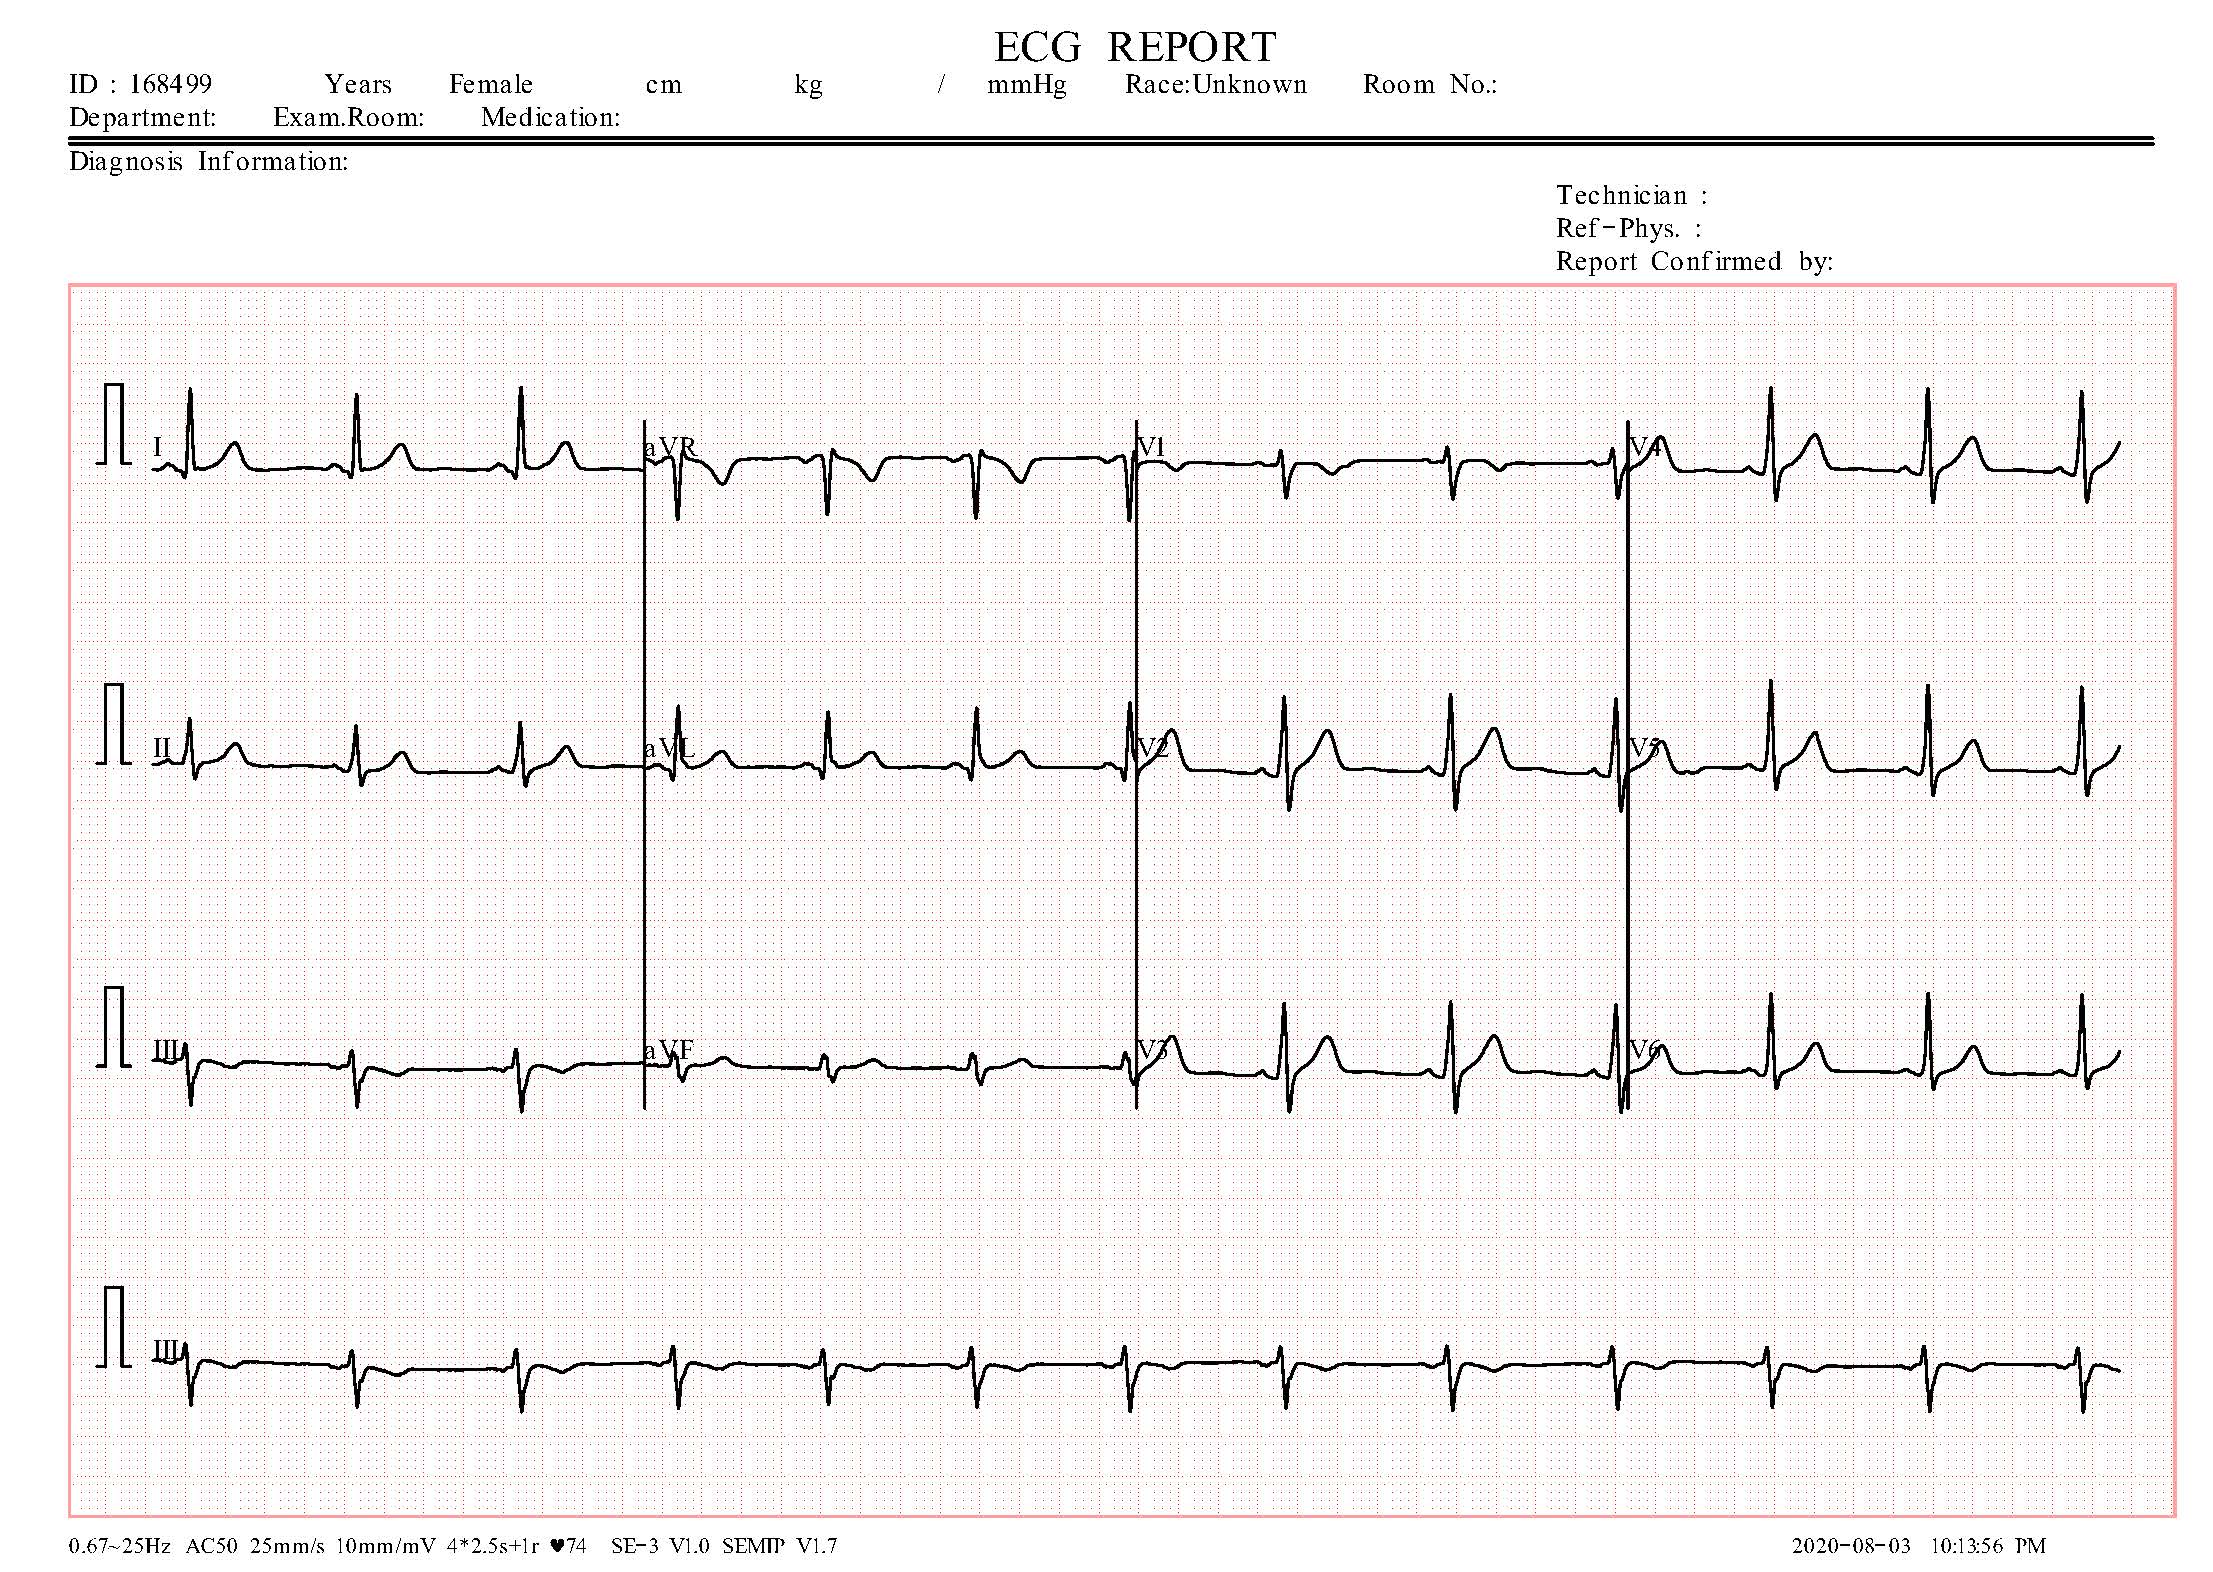 ECG REPORT
ID : 168499 Years Female cm kg / mmHg Race:Unknown Room No.:
Department: Exam.Room: Medication:
Diagnosis Information:
Technician :
Ref-Phys. :
Report Confirmed by:
I aVR V1 V4
II aVL V2 V5
III aVF V3 V6
III
0.67~25Hz AC50 25mm/s 10mm/mV 4*2.5s+1r ♥74 SE-3 V1.0 SEMIP V1.7 2020-08-03 10:13:56 PM